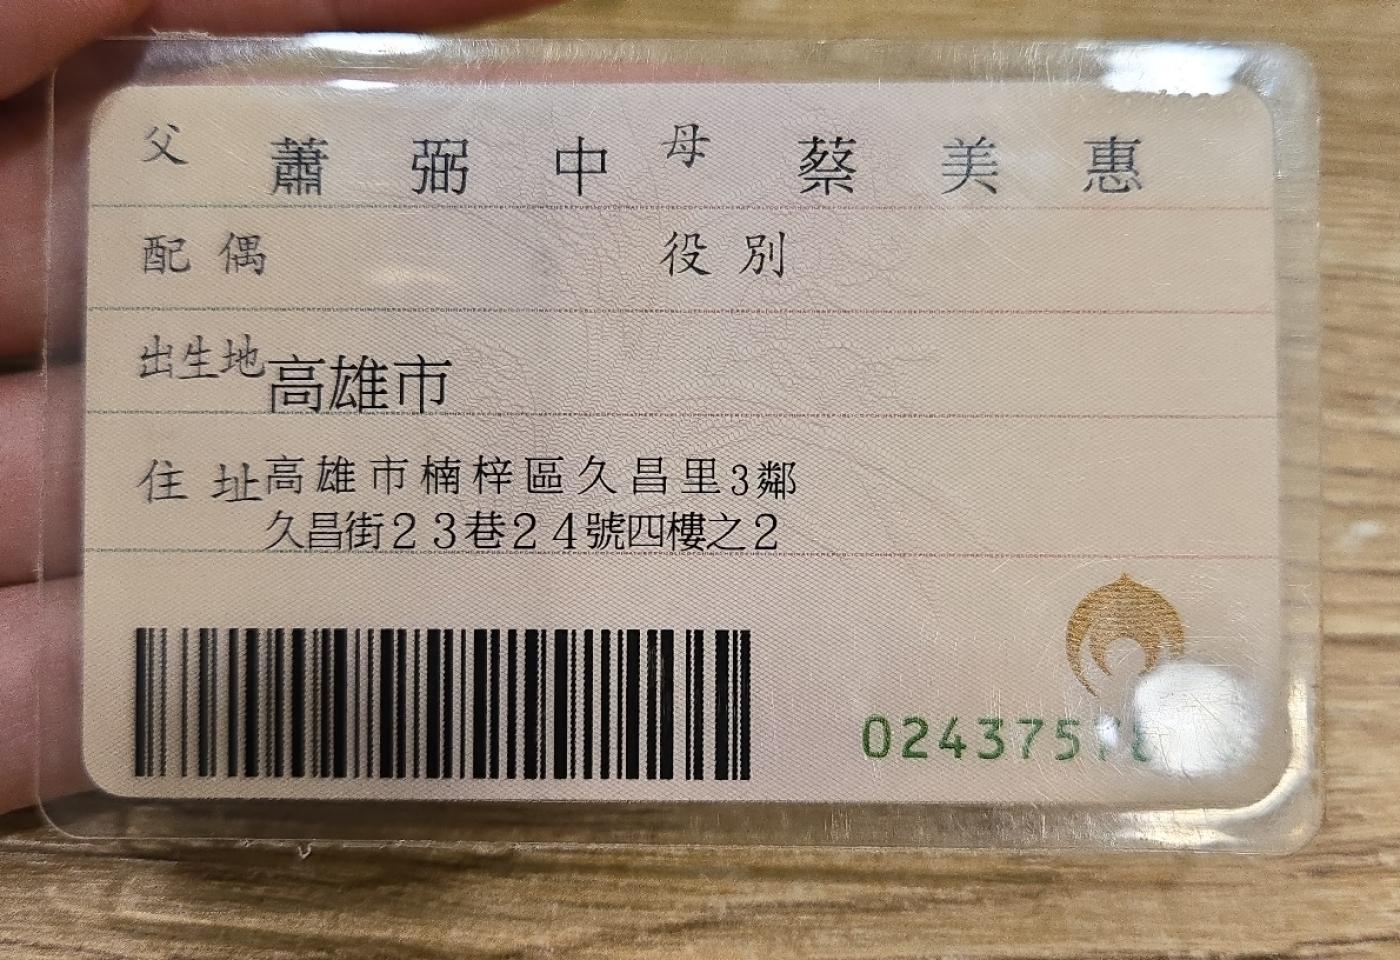 父 蕭弼中 母 蔡美惠
配偶 役別
出生地 高雄市
住址 高雄市楠梓區久昌里3鄰
久昌街23巷24號四樓之2
0243757